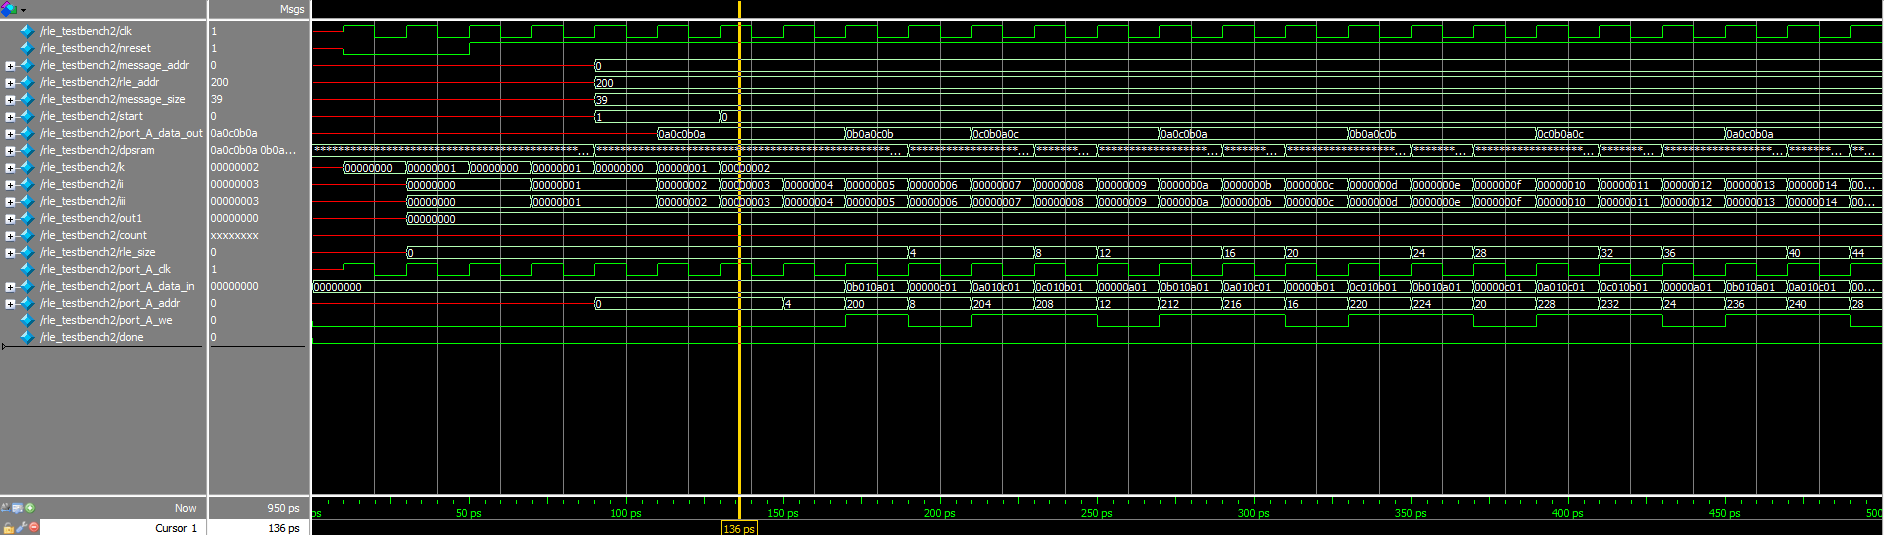 Msgs
/rle_testbench2/clk 1
/rle_testbench2/nreset 1
/rle_testbench2/message_addr 0 0
/rle_testbench2/rle_addr 200 200
/rle_testbench2/message_size 39 39
/rle_testbench2/start 0 1 0
/rle_testbench2/port_A_data_out 0a0c0b0a 0a0c0b0a 0b0a0c0b 0c0b0a0c 0a0c0b0a 0b0a0c0b 0c0b0a0c 0a0c0b0a
/rle_testbench2/dpsram 0a0c0b0a 0b0a...
/rle_testbench2/k 00000002 00000000 00000001 00000000 00000001 00000000 00000001 00000002
/rle_testbench2/ii 00000003 00000000 00000001 00000002 00000003 00000004 00000005 00000006 00000007 00000008 00000009 0000000a 0000000b 0000000c 0000000d 0000000e 0000000f 00000010 00000011 00000012 00000013 00000014 00...
/rle_testbench2/iii 00000003 00000000 00000001 00000002 00000003 00000004 00000005 00000006 00000007 00000008 00000009 0000000a 0000000b 0000000c 0000000d 0000000e 0000000f 00000010 00000011 00000012 00000013 00000014 00...
/rle_testbench2/out1 00000000 00000000
/rle_testbench2/count xxxxxxxx
/rle_testbench2/rle_size 0 0 4 8 12 16 20 24 28 32 36 40 44
/rle_testbench2/port_A_clk 1
/rle_testbench2/port_A_data_in 00000000 00000000 0b010a01 00000c01 0a010c01 0c010b01 00000a01 0b010a01 0a010c01 00000b01 0c010b01 0b010a01 00000c01 0a010c01 0c010b01 00000a01 0b010a01 0a010c01 00...
/rle_testbench2/port_A_addr 0 0 4 200 8 204 208 12 212 216 16 220 224 20 228 232 24 236 240 28
/rle_testbench2/port_A_we 0
/rle_testbench2/done 0
Now 950 ps ps 50 ps 100 ps 150 ps 200 ps 250 ps 300 ps 350 ps 400 ps 450 ps 500
Cursor 1 136 ps 136 ps